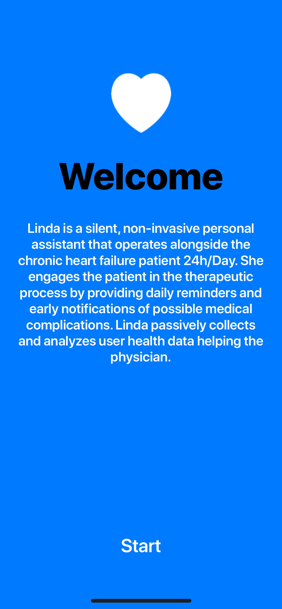 Welcome
Linda is a silent, non-invasive personal
assistant that operates alongside the
chronic heart failure patient 24h/Day. She
engages the patient in the therapeutic
process by providing daily reminders and
early notifications of possible medical
complications. Linda passively collects
and analyzes user health data helping the
physician.
Start